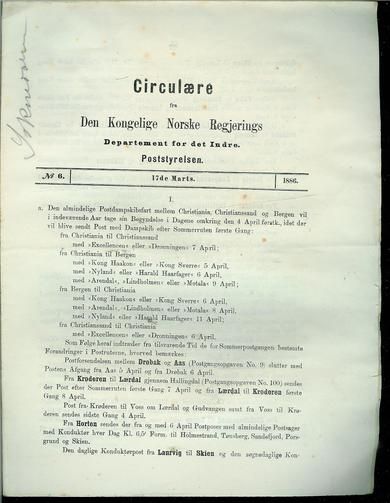 Circulære
fra
Den Kongelige Norske Regjerings
Departement for det Indre.
Poststyrelsen.
№ 6. 17de Marts. 1886.
I.
a. Den almindelige Postdampskibsfart mellem Christiania, Christianssand og Bergen vil
i indeværende Aar tage sin Begyndelse i Dagene omkring den 4 April førstk., idet der
vil blive sendt Post med Dampskib efter Sommerruten første Gang:
fra Christiania til Christianssand
med »Excellencen« eller »Dronningen« 7 April;
fra Christiania til Bergen
med »Kong Haakon« eller »Kong Sverre« 5 April,
med »Nyland« eller »Harald Haarfager« 6 April,
med »Arendal«, »Lindholmen« eller »Motala« 9 April;
fra Bergen til Christiania
med »Kong Haakon« eller »Kong Sverre« 6 April,
med »Arendal«, »Lindholmen« eller »Motala« 8 April,
med »Nyland« eller »Harald Haarfager« 11 April;
fra Christianssand til Christiania
med »Excellencen« eller »Dronningen« 6 April.
Som Følge heraf indtræder fra tilsvarende Tid de for Sommerpostgangen bestemte
Forandringer i Postruterne, hvorved bemærkes:
Postforsendelsen mellem Drøbak og Aas (Postgangsopgaven No. 9) slutter med
Postens Afgang fra Aas 5 April og fra Drøbak 6 April.
Fra Krøderen til Lærdal gjennem Hallingdal (Postgangsopgaven No. 100) sendes
der Post efter Sommerruten første Gang 7 April og fra Lærdal til Krøderen første
Gang 8 April.
Post fra Krøderen til Voss om Lærdal og Gudvangen samt fra Voss til Krø-
deren sendes sidste Gang 4 April.
Fra Horten sendes der fra og med 6 April Postposer med almindelige Postsager
med Konduktør hver Dag Kl. 6,5 Form. til Holmestrand, Tønsberg, Sandefjord, Pors-
grund og Skien.
Den daglige Konduktørpost fra Laurvig til Skien og den søgnedaglige Kon-